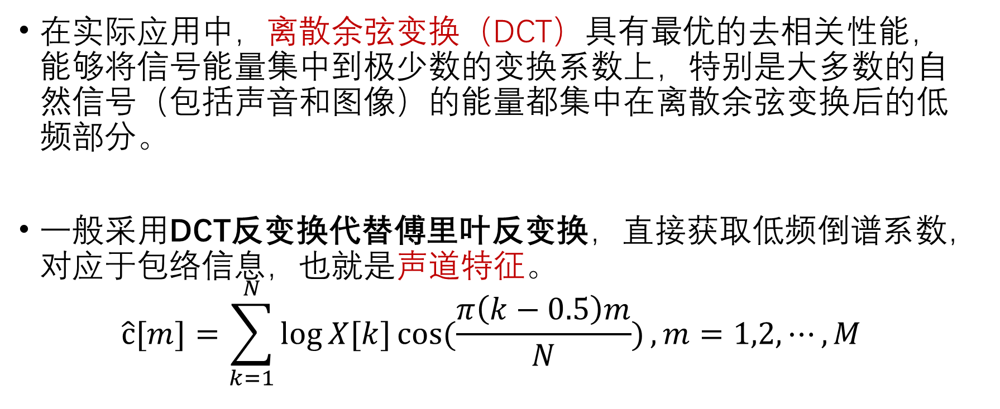 • 在实际应用中，离散余弦变换（DCT）具有最优的去相关性能，
能够将信号能量集中到极少数的变换系数上，特别是大多数的自
然信号（包括声音和图像）的能量都集中在离散余弦变换后的低
频部分。
• 一般采用DCT反变换代替傅里叶反变换，直接获取低频倒谱系数，
对应于包络信息，也就是声道特征。
ĉ[m] = ∑_{k=1}^{N} log X[k] cos(π(k − 0.5)m / N) , m = 1,2, ⋯ , M